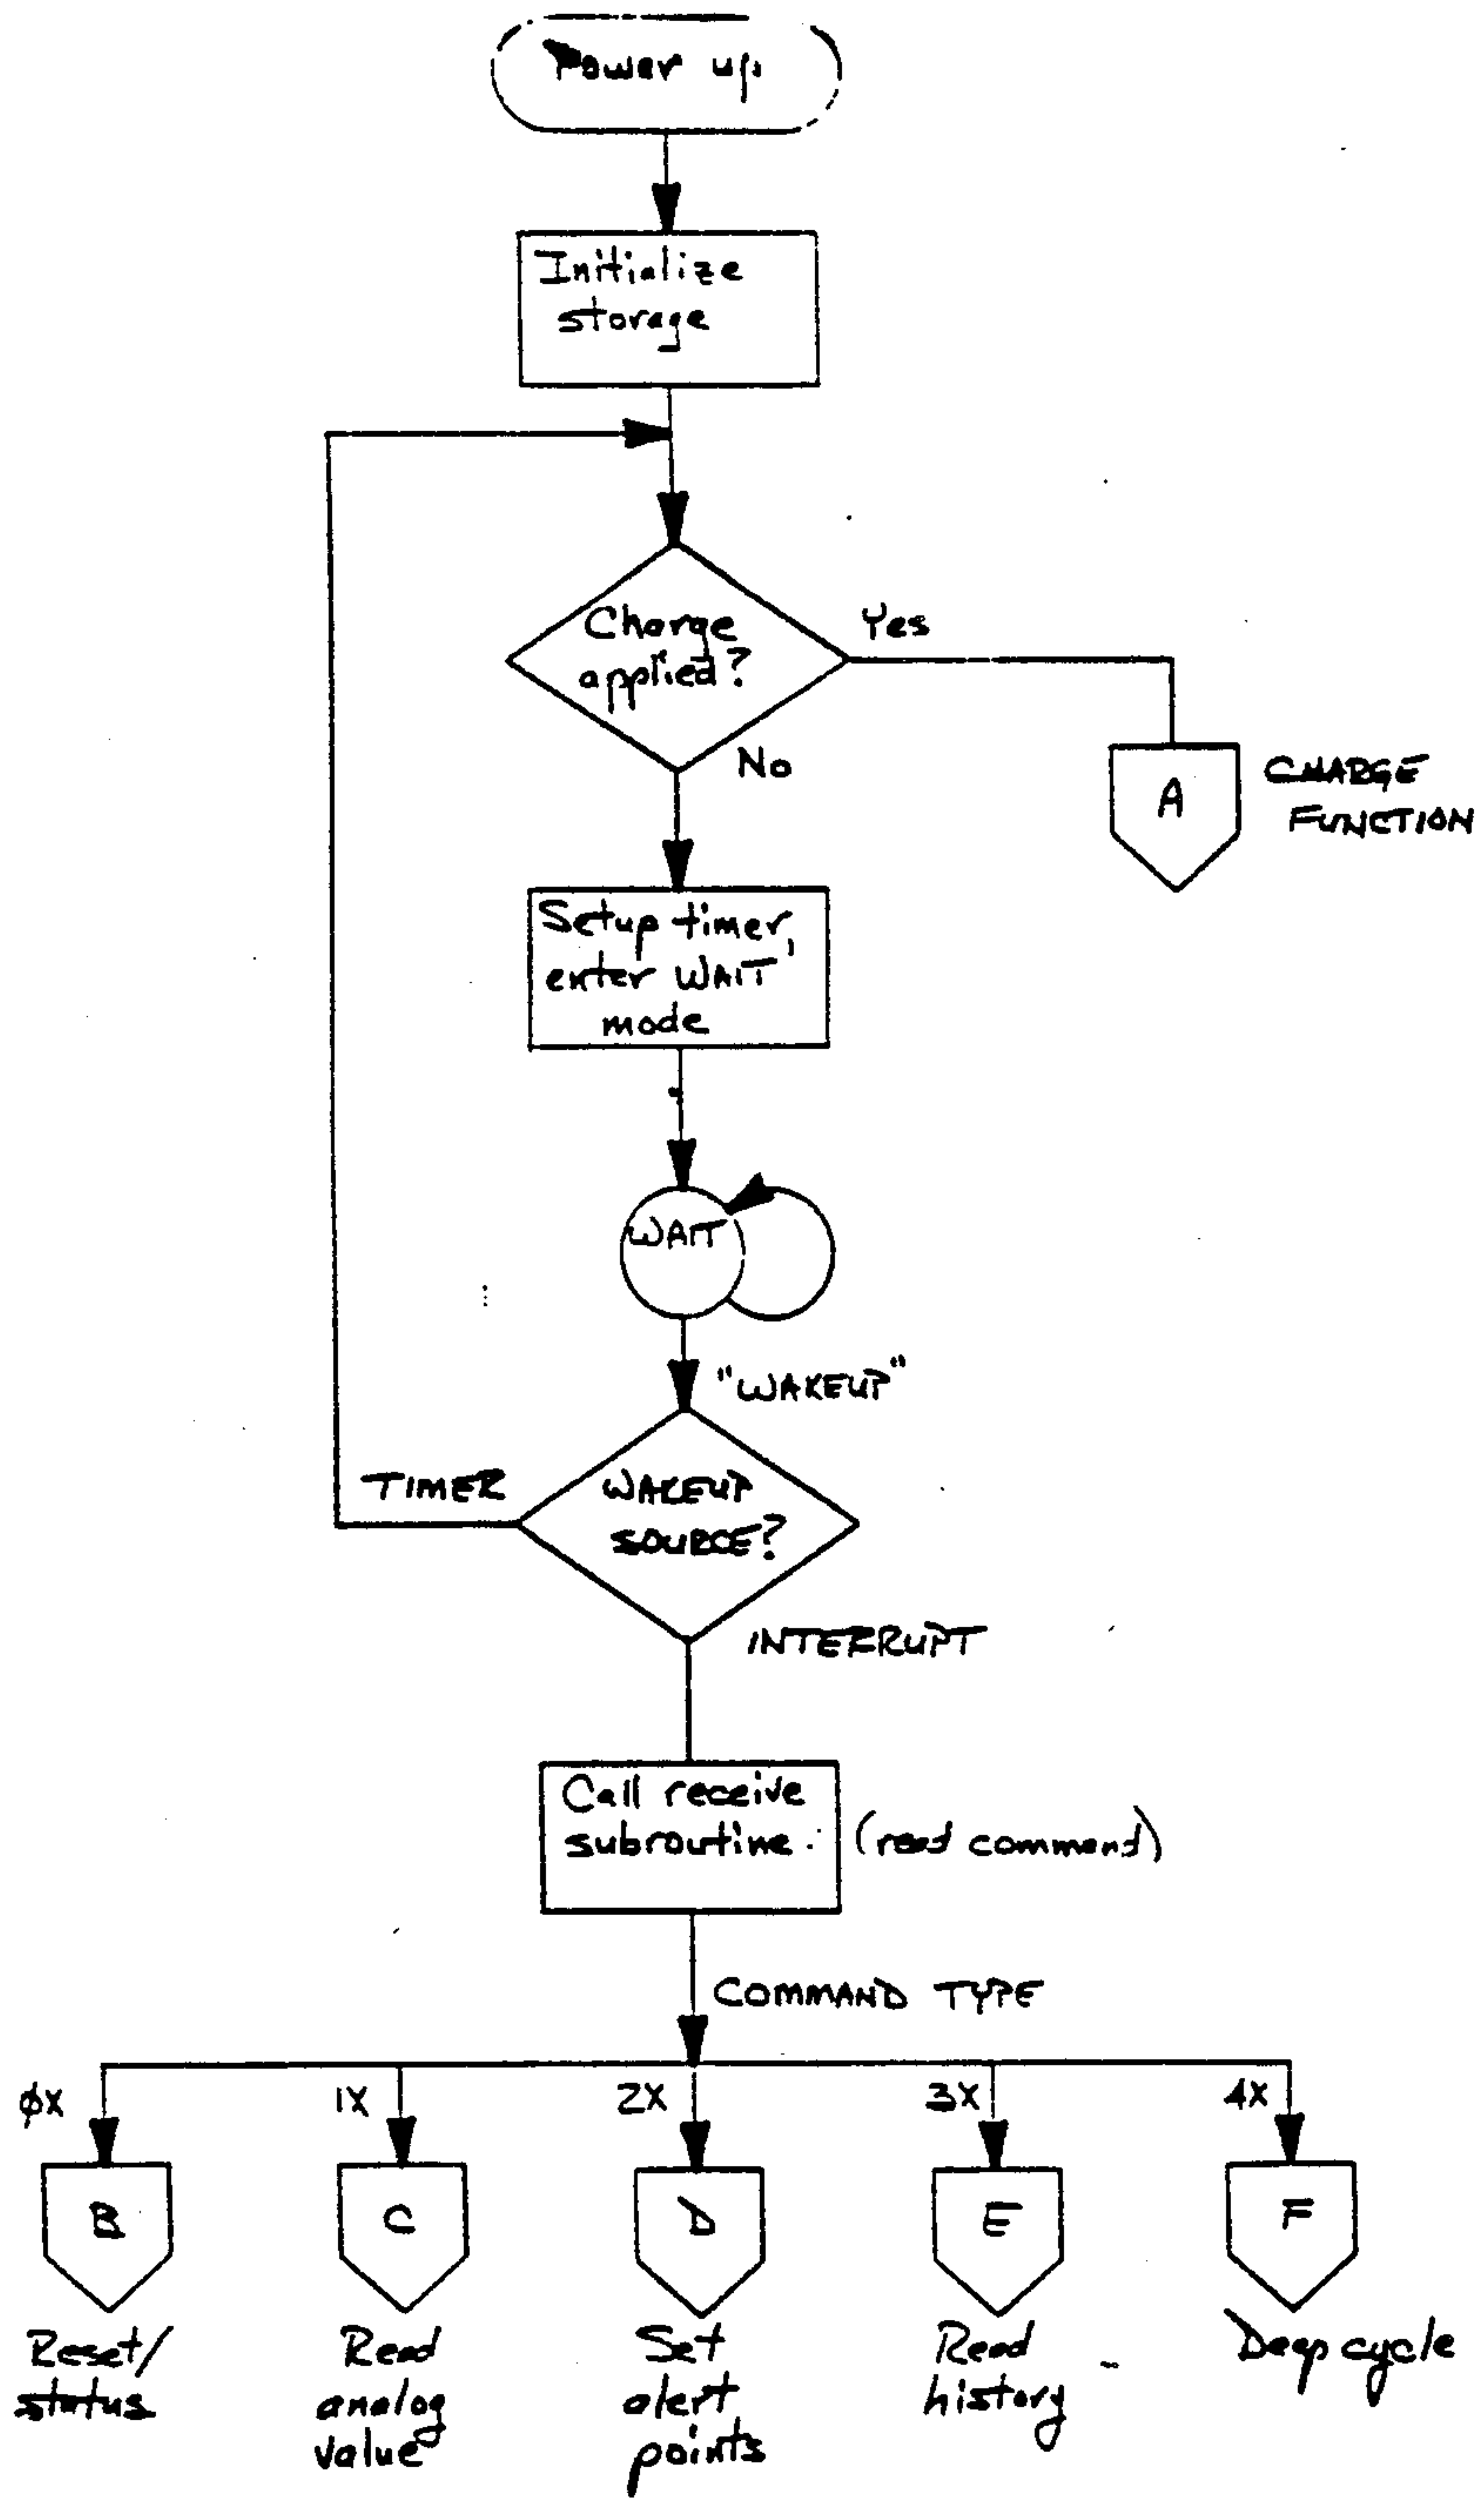 Power up
Initialize
storage
Charge
applied?
Yes
No
A
CHARGE
FUNCTION
Setup timer,
enter WAIT
mode
WAIT
"WAKEUP"
TIMER
WAKEUP
SOURCE?
INTERRUPT
Call receive
subroutine.
(read command)
COMMAND TYPE
0X 1X 2X 3X 4X
B C D E F
Reset/
status
Read
analog
value
Set
alert
points
Read
history
Deep cycle